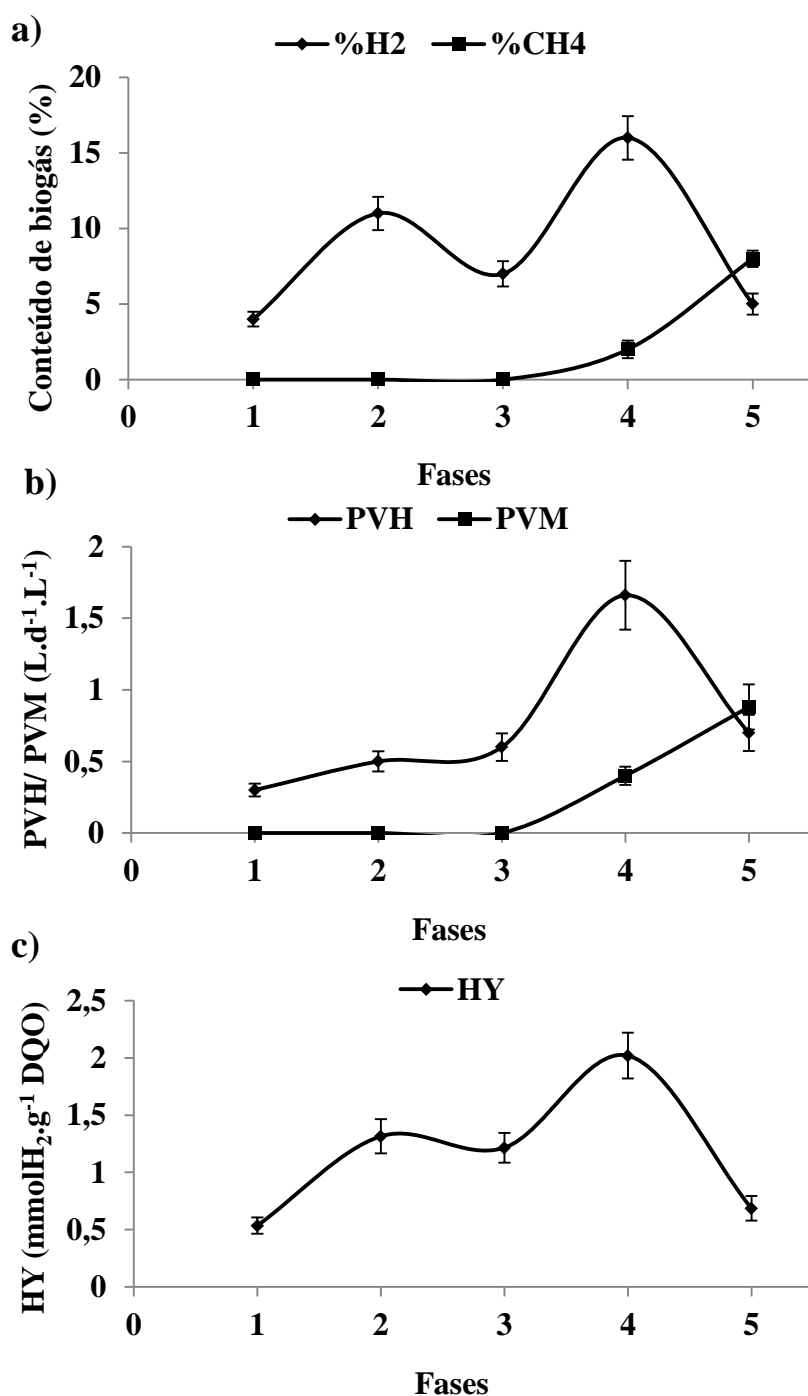 a)
%H2 %CH4
Conteúdo de biogás (%)
20
15
10
5
0
0 1 2 3 4 5
Fases
b)
PVH PVM
PVH/ PVM (L.d⁻¹.L⁻¹)
2
1,5
1
0,5
0
0 1 2 3 4 5
Fases
c)
HY
HY (mmolH₂.g⁻¹ DQO)
2,5
2
1,5
1
0,5
0
0 1 2 3 4 5
Fases